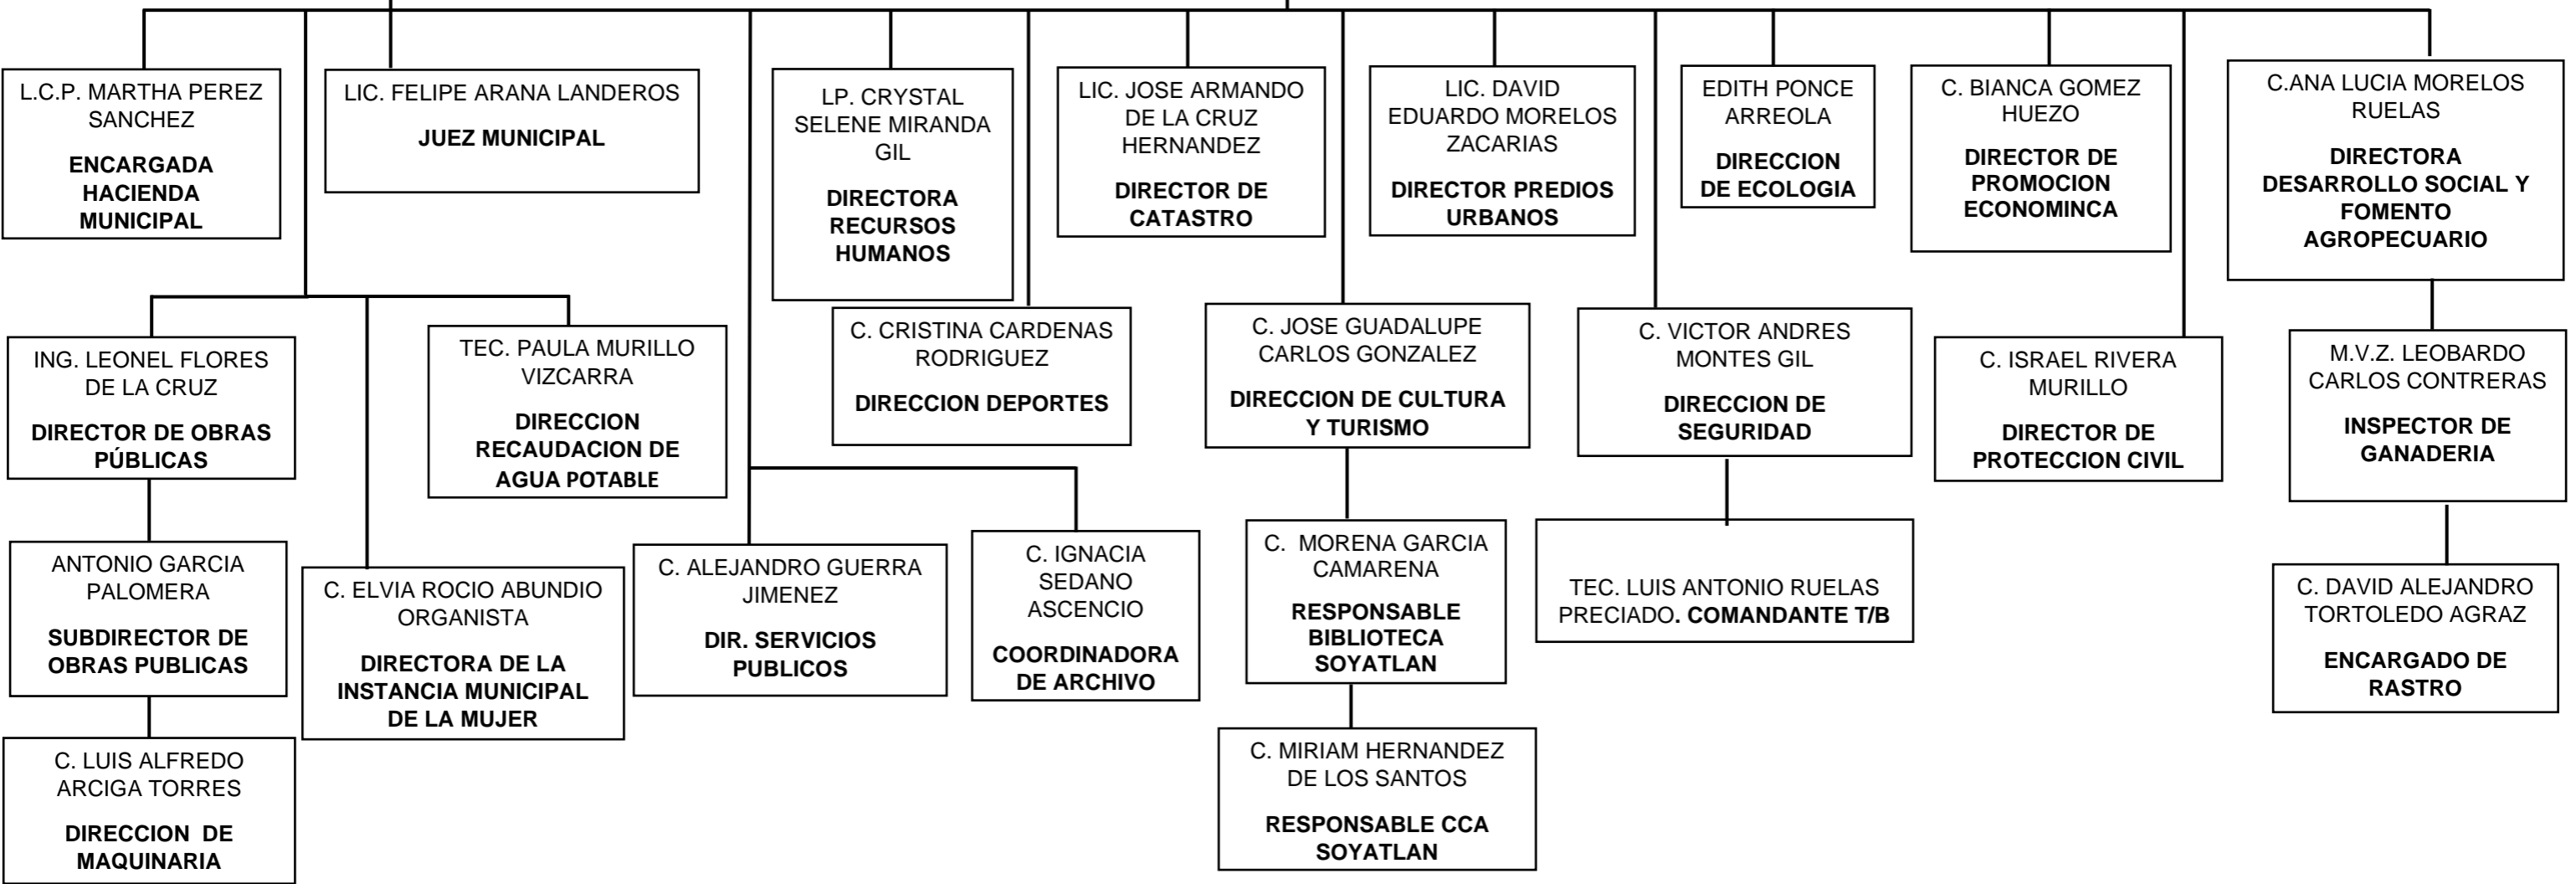 L.C.P. MARTHA PEREZ
SANCHEZ
ENCARGADA
HACIENDA
MUNICIPAL
LIC. FELIPE ARANA LANDEROS
JUEZ MUNICIPAL
LP. CRYSTAL
SELENE MIRANDA
GIL
DIRECTORA
RECURSOS
HUMANOS
LIC. JOSE ARMANDO
DE LA CRUZ
HERNANDEZ
DIRECTOR DE
CATASTRO
LIC. DAVID
EDUARDO MORELOS
ZACARIAS
DIRECTOR PREDIOS
URBANOS
EDITH PONCE
ARREOLA
DIRECCION
DE ECOLOGIA
C. BIANCA GOMEZ
HUEZO
DIRECTOR DE
PROMOCION
ECONOMINCA
C.ANA LUCIA MORELOS
RUELAS
DIRECTORA
DESARROLLO SOCIAL Y
FOMENTO
AGROPECUARIO
ING. LEONEL FLORES
DE LA CRUZ
DIRECTOR DE OBRAS
PÚBLICAS
TEC. PAULA MURILLO
VIZCARRA
DIRECCION
RECAUDACION DE
AGUA POTABLE
C. CRISTINA CARDENAS
RODRIGUEZ
DIRECCION DEPORTES
C. JOSE GUADALUPE
CARLOS GONZALEZ
DIRECCION DE CULTURA
Y TURISMO
C. VICTOR ANDRES
MONTES GIL
DIRECCION DE
SEGURIDAD
C. ISRAEL RIVERA
MURILLO
DIRECTOR DE
PROTECCION CIVIL
M.V.Z. LEOBARDO
CARLOS CONTRERAS
INSPECTOR DE
GANADERIA
ANTONIO GARCIA
PALOMERA
SUBDIRECTOR DE
OBRAS PUBLICAS
C. ELVIA ROCIO ABUNDIO
ORGANISTA
DIRECTORA DE LA
INSTANCIA MUNICIPAL
DE LA MUJER
C. ALEJANDRO GUERRA
JIMENEZ
DIR. SERVICIOS
PUBLICOS
C. IGNACIA
SEDANO
ASCENCIO
COORDINADORA
DE ARCHIVO
C. MORENA GARCIA
CAMARENA
RESPONSABLE
BIBLIOTECA
SOYATLAN
TEC. LUIS ANTONIO RUELAS
PRECIADO. COMANDANTE T/B
C. DAVID ALEJANDRO
TORTOLEDO AGRAZ
ENCARGADO DE
RASTRO
C. LUIS ALFREDO
ARCIGA TORRES
DIRECCION DE
MAQUINARIA
C. MIRIAM HERNANDEZ
DE LOS SANTOS
RESPONSABLE CCA
SOYATLAN